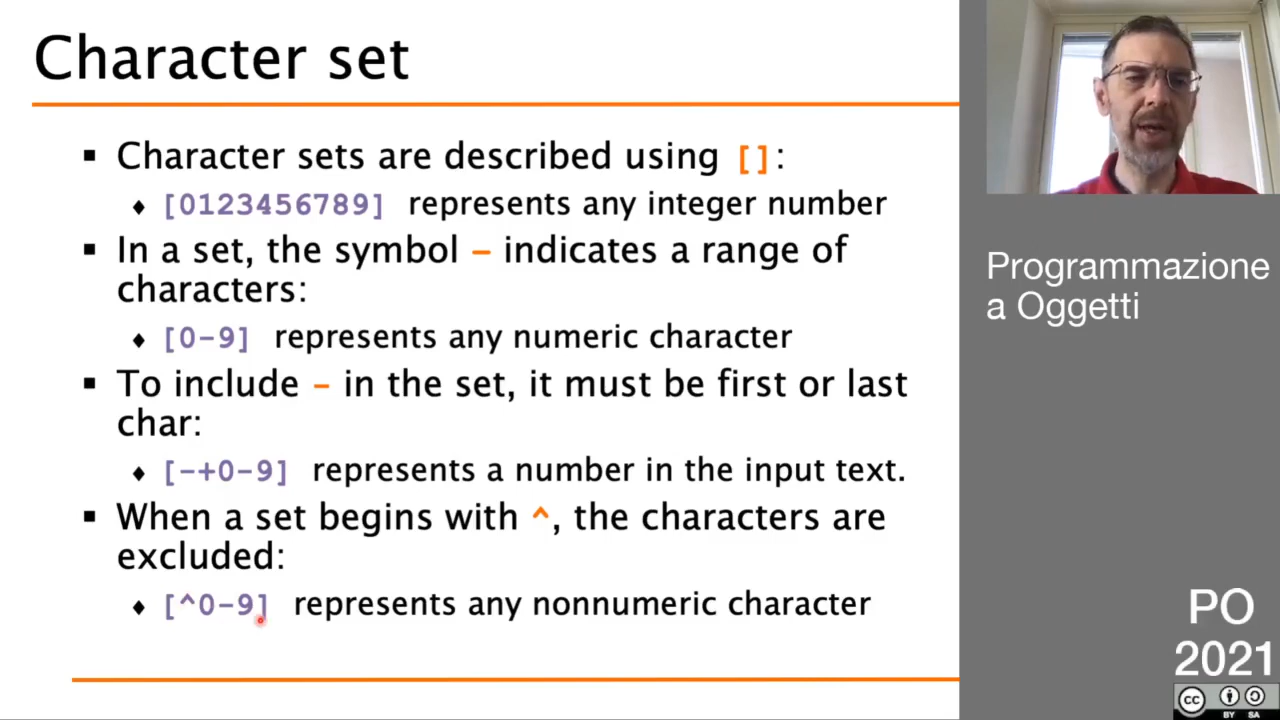 Character set
▪ Character sets are described using []:
♦ [0123456789] represents any integer number
▪ In a set, the symbol – indicates a range of
characters:
♦ [0-9] represents any numeric character
▪ To include – in the set, it must be first or last
char:
♦ [-+0-9] represents a number in the input text.
▪ When a set begins with ^, the characters are
excluded:
♦ [^0-9] represents any nonnumeric character
Programmazione
a Oggetti
PO
2021
CC
BY SA